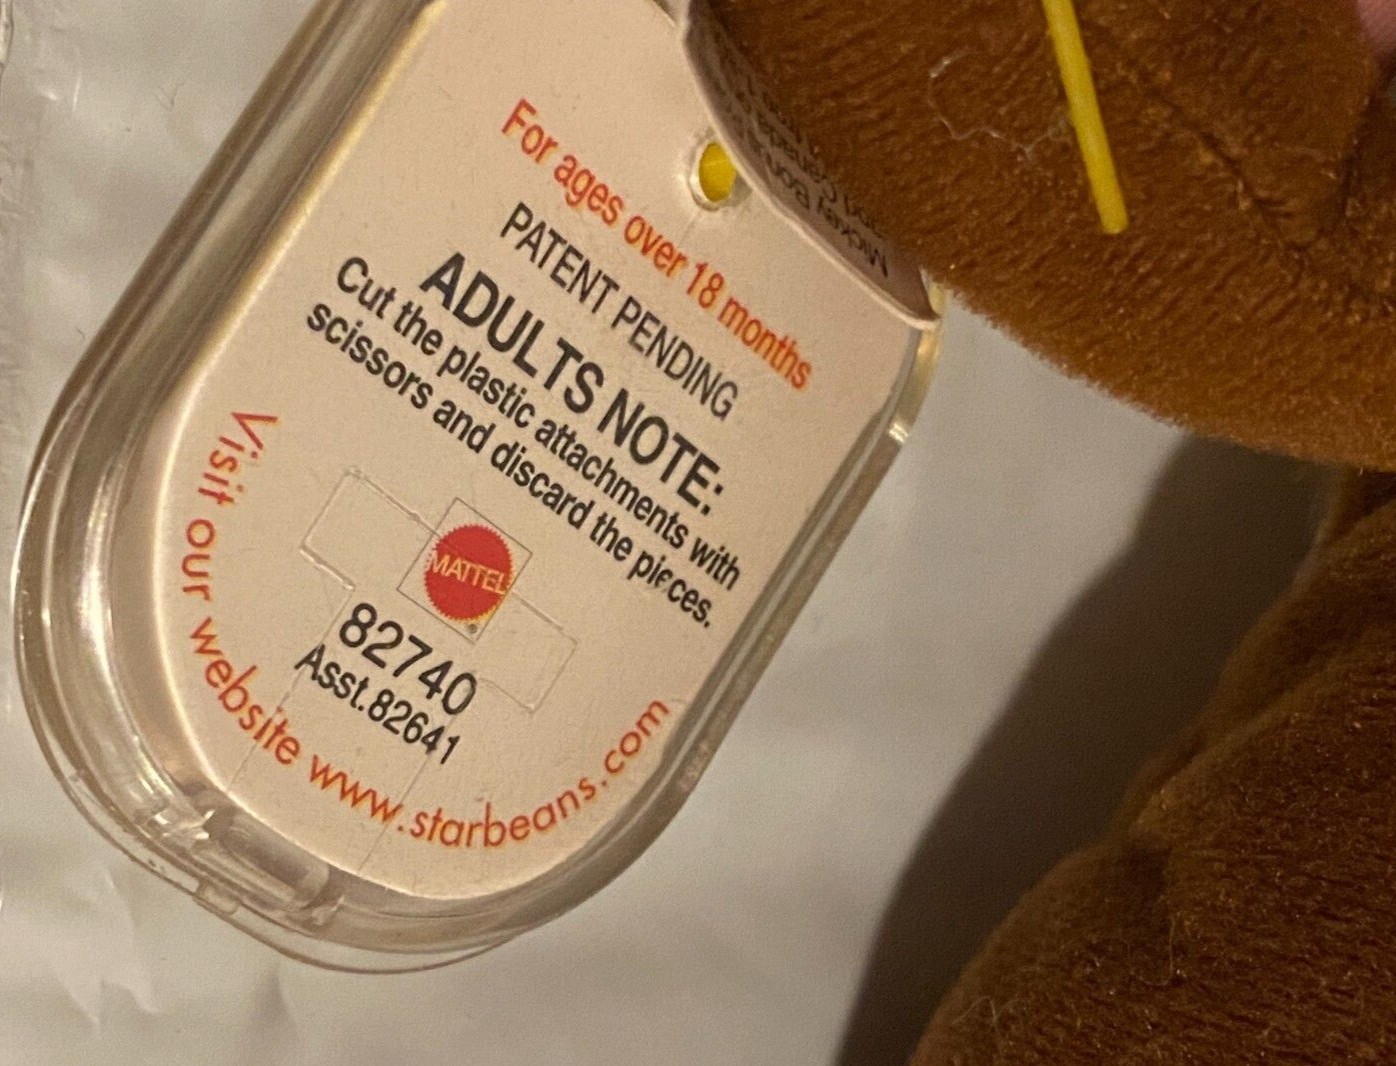 For ages over 18 months
PATENT PENDING
ADULTS NOTE:
Cut the plastic attachments with
scissors and discard the pieces.
MATTEL
®
82740
Asst.82641
Visit our website www.starbeans.com